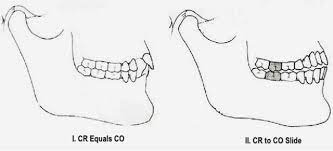 I. CR Equals CO
II. CR to CO Slide